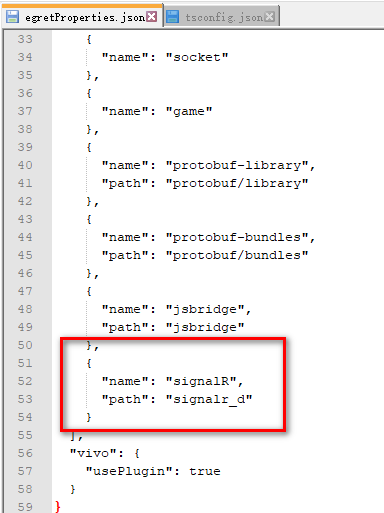 egretProperties.json
tsconfig.json
33 {
34 "name": "socket"
35 },
36 {
37 "name": "game"
38 },
39 {
40 "name": "protobuf-library",
41 "path": "protobuf/library"
42 },
43 {
44 "name": "protobuf-bundles",
45 "path": "protobuf/bundles"
46 },
47 {
48 "name": "jsbridge",
49 "path": "jsbridge"
50 },
51 {
52 "name": "signalR",
53 "path": "signalr_d"
54 }
55 ],
56 "vivo": {
57 "usePlugin": true
58 }
59 }